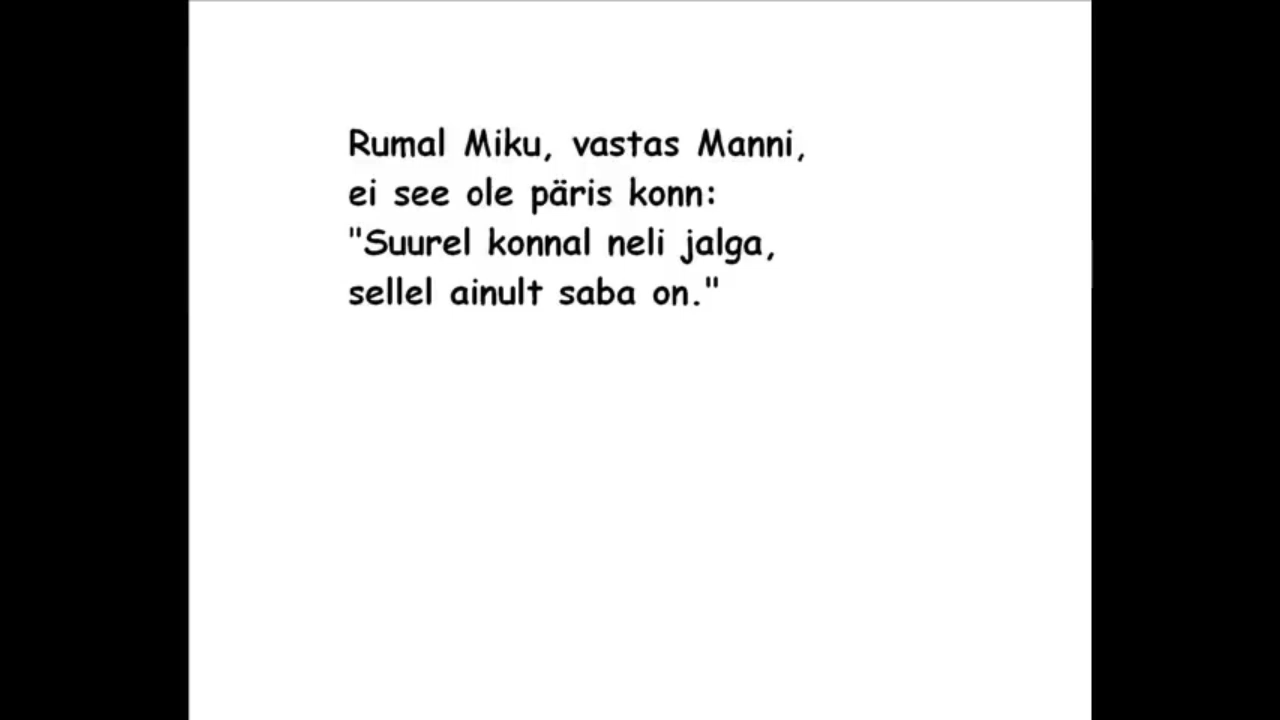 Rumal Miku, vastas Manni,
ei see ole päris konn:
"Suurel konnal neli jalga,
sellel ainult saba on."